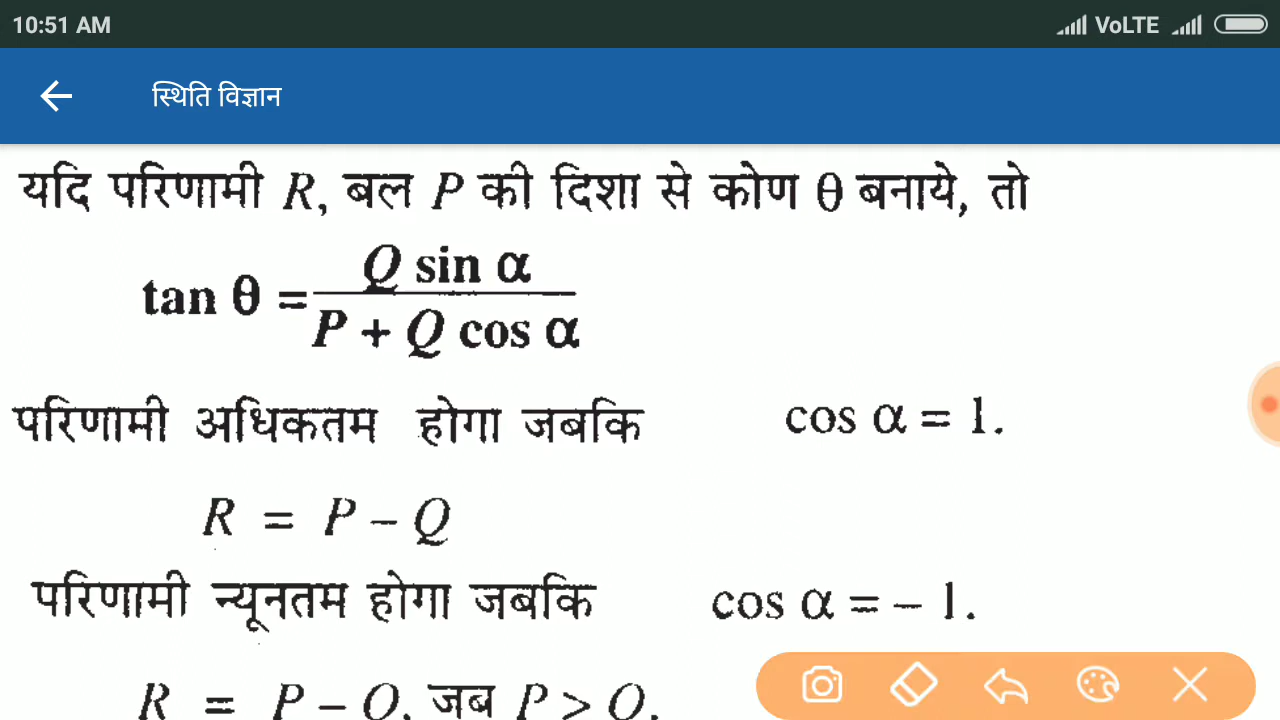 10:51 AM VoLTE
स्थिति विज्ञान
यदि परिणामी R, बल P की दिशा से कोण θ बनाये, तो
tan θ = Q sin α / P + Q cos α
परिणामी अधिकतम होगा जबकि cos α = 1.
R = P – Q
परिणामी न्यूनतम होगा जबकि cos α = – 1.
R = P – Q, जब P > Q.